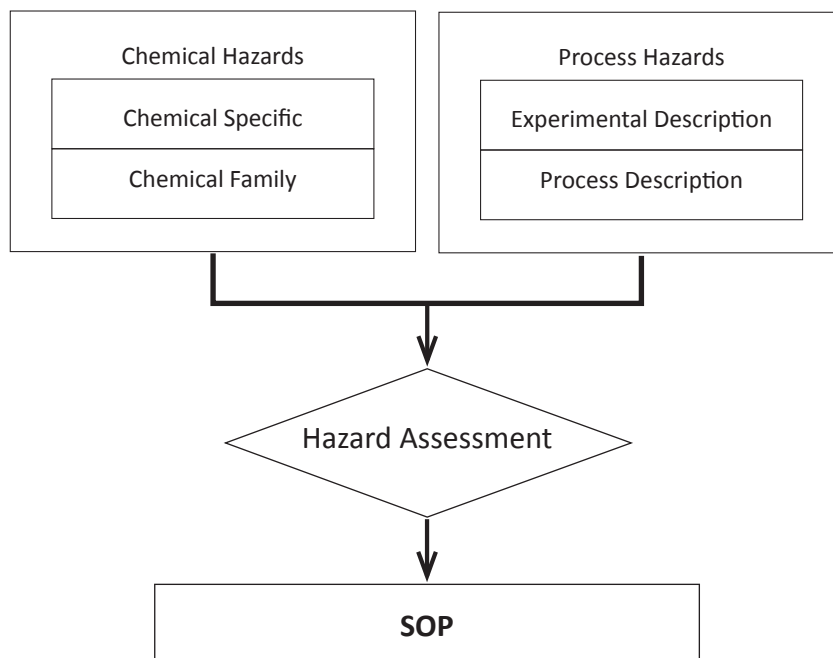 Chemical Hazards
Chemical Specific
Chemical Family
Process Hazards
Experimental Description
Process Description
Hazard Assessment
SOP